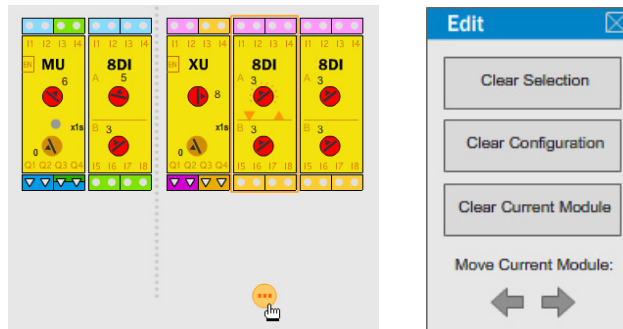 I1 I2 I3 I4
I1 I2 I3 I4
I1 I2 I3 I4
I1 I2 I3 I4
I1 I2 I3 I4
EN
MU
8DI
EN
XU
8DI
8DI
6
A
5
8
A
3
A
3
x1s
B
3
x1s
B
3
B
3
0
0
Q1 Q2 Q3 Q4
I5 I6 I7 I8
Q1 Q2 Q3 Q4
I5 I6 I7 I8
I5 I6 I7 I8
Edit
Clear Selection
Clear Configuration
Clear Current Module
Move Current Module: